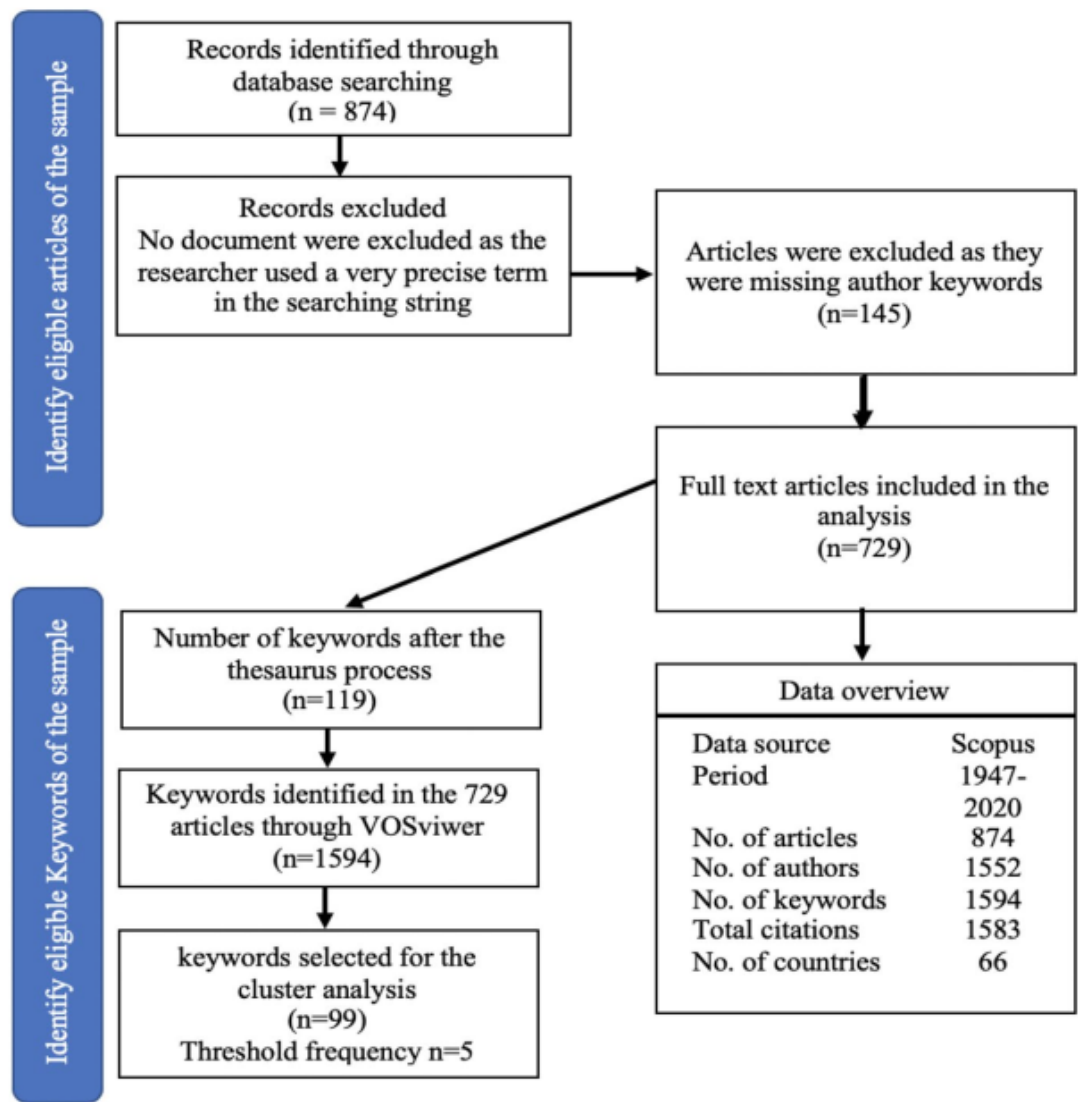 Identify eligible articles of the sample
Records identified through
database searching
(n = 874)
Records excluded
No document were excluded as the
researcher used a very precise term
in the searching string
Articles were excluded as they
were missing author keywords
(n=145)
Full text articles included in the
analysis
(n=729)
Identify eligible Keywords of the sample
Number of keywords after the
thesaurus process
(n=119)
Keywords identified in the 729
articles through VOSviwer
(n=1594)
keywords selected for the
cluster analysis
(n=99)
Threshold frequency n=5
Data overview
Data source Scopus
Period 1947-
2020
No. of articles 874
No. of authors 1552
No. of keywords 1594
Total citations 1583
No. of countries 66